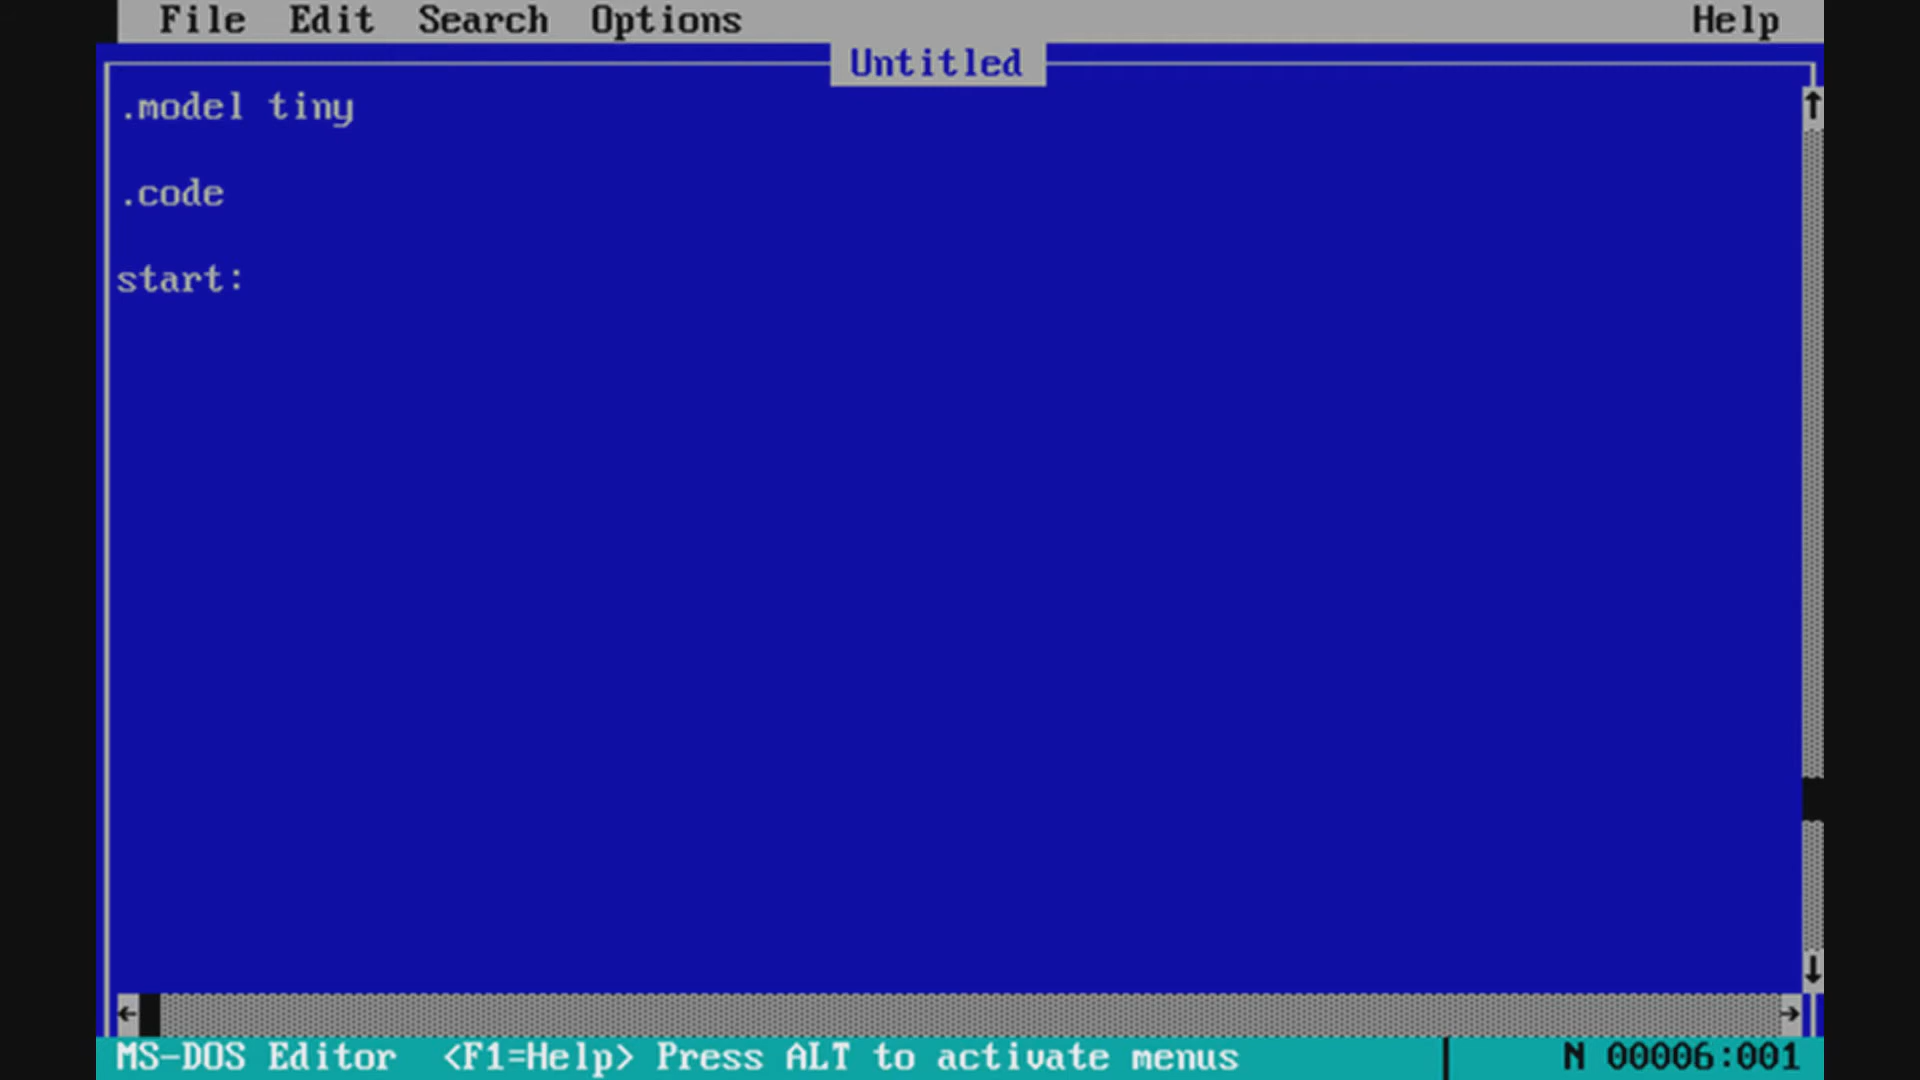 File Edit Search Options Help
Untitled
.model tiny
.code
start:
MS-DOS Editor <F1=Help> Press ALT to activate menus N 00006:001